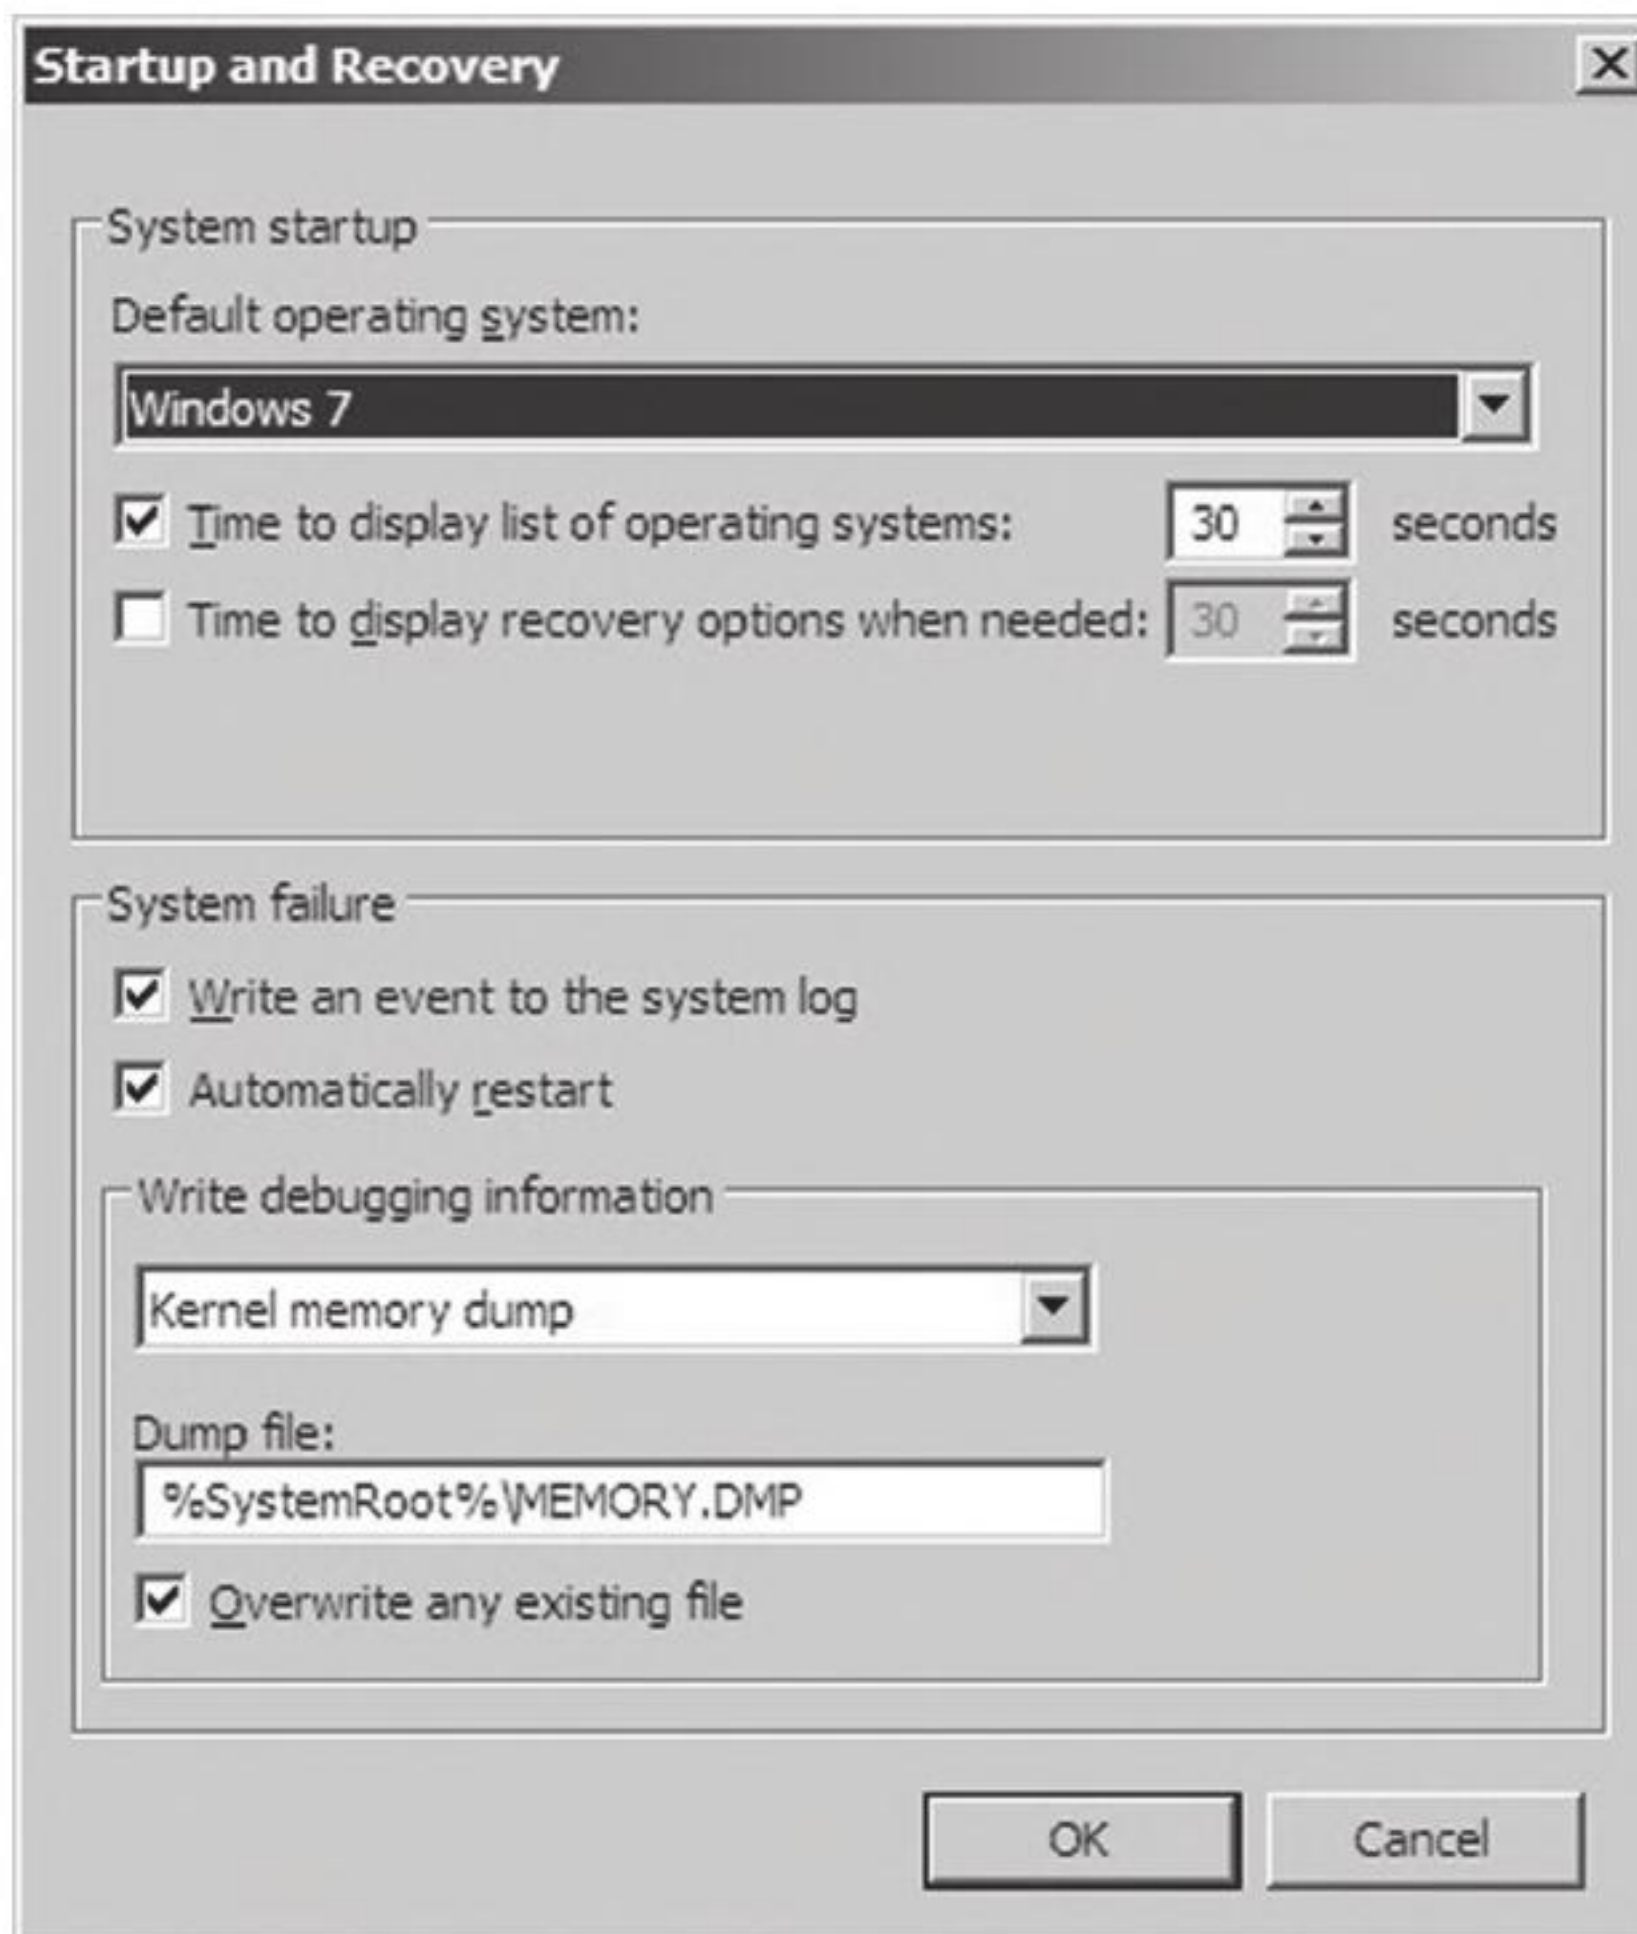 Startup and Recovery
System startup
Default operating system:
Windows 7
Time to display list of operating systems: 30 seconds
Time to display recovery options when needed: 30 seconds
System failure
Write an event to the system log
Automatically restart
Write debugging information
Kernel memory dump
Dump file:
%SystemRoot%\MEMORY.DMP
Overwrite any existing file
OK Cancel